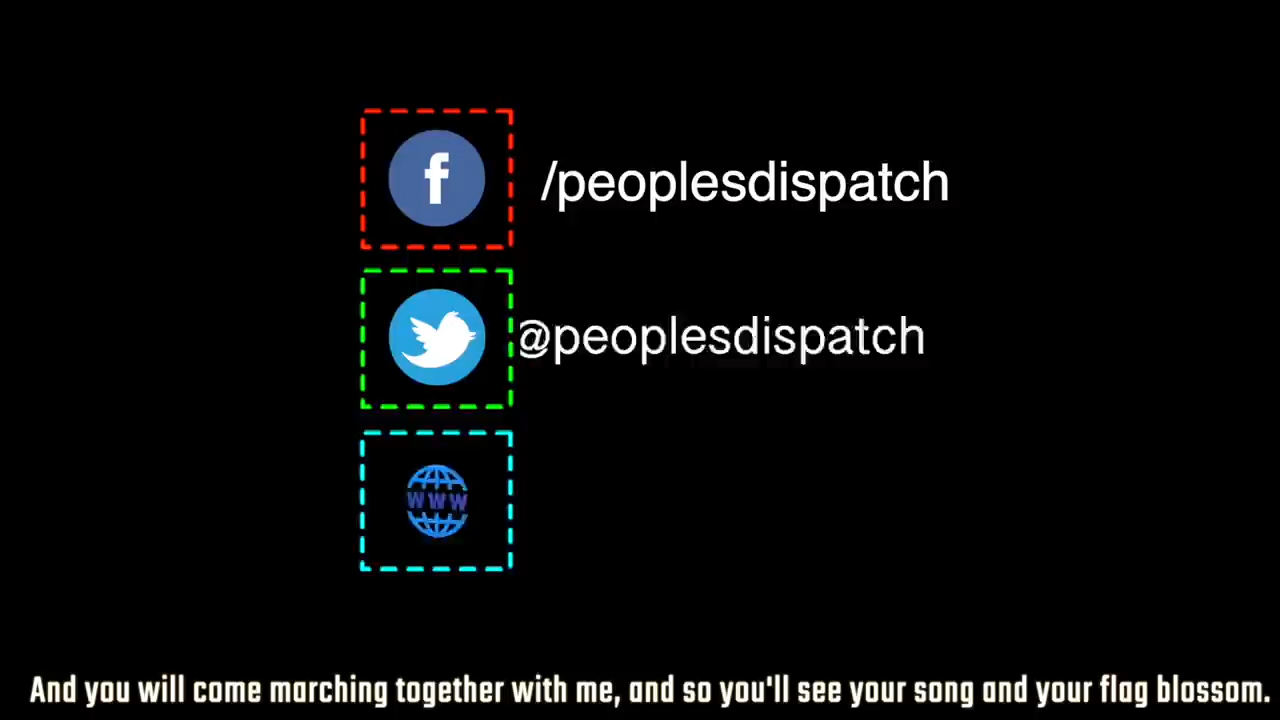 f /peoplesdispatch
@peoplesdispatch
WWW
And you will come marching together with me, and so you'll see your song and your flag blossom.